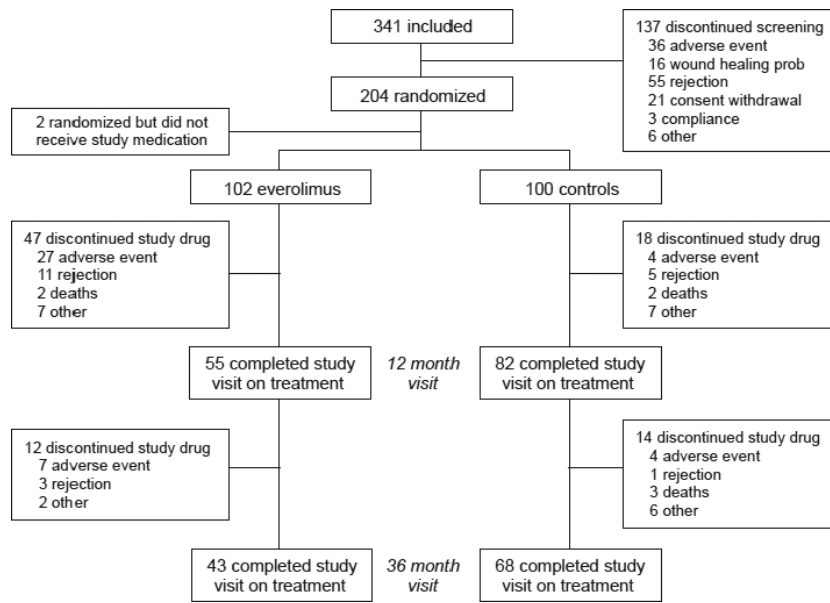 341 included
137 discontinued screening
36 adverse event
16 wound healing prob
55 rejection
21 consent withdrawal
3 compliance
6 other
204 randomized
2 randomized but did not
receive study medication
102 everolimus
100 controls
47 discontinued study drug
27 adverse event
11 rejection
2 deaths
7 other
18 discontinued study drug
4 adverse event
5 rejection
2 deaths
7 other
55 completed study
visit on treatment
12 month
visit
82 completed study
visit on treatment
12 discontinued study drug
7 adverse event
3 rejection
2 other
14 discontinued study drug
4 adverse event
1 rejection
3 deaths
6 other
43 completed study
visit on treatment
36 month
visit
68 completed study
visit on treatment